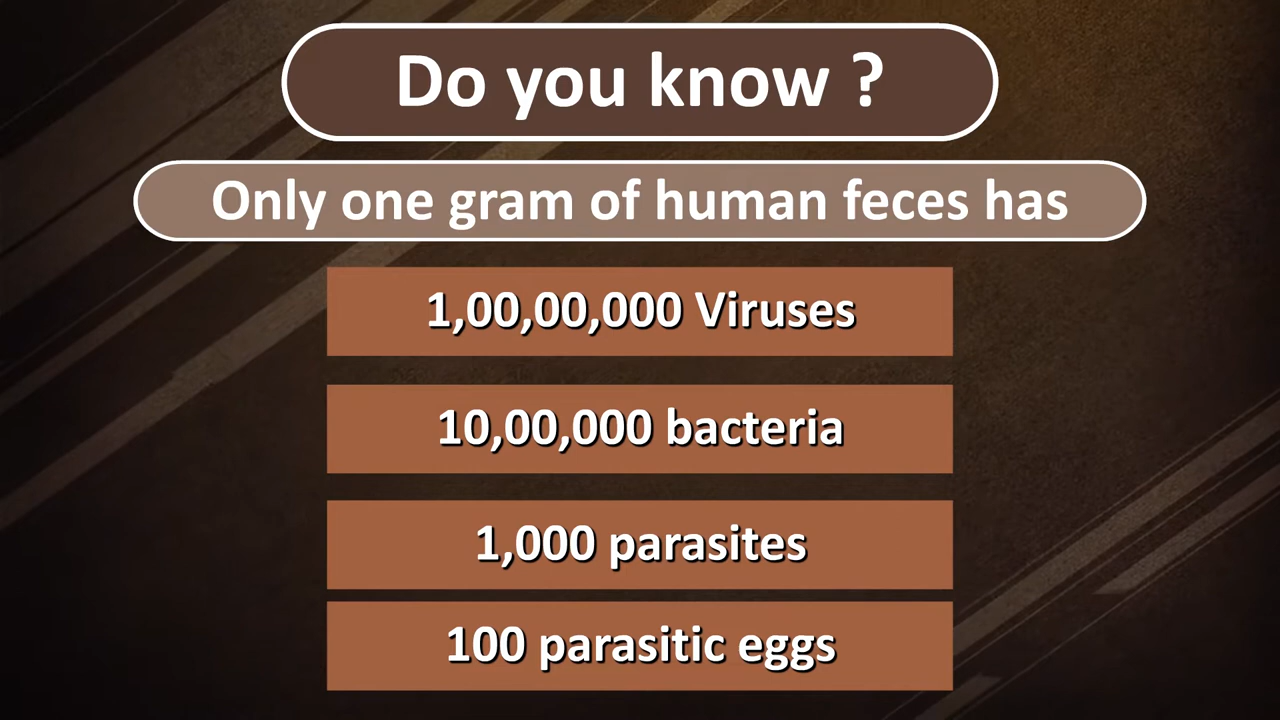 Do you know ?
Only one gram of human feces has
1,00,00,000 Viruses
10,00,000 bacteria
1,000 parasites
100 parasitic eggs